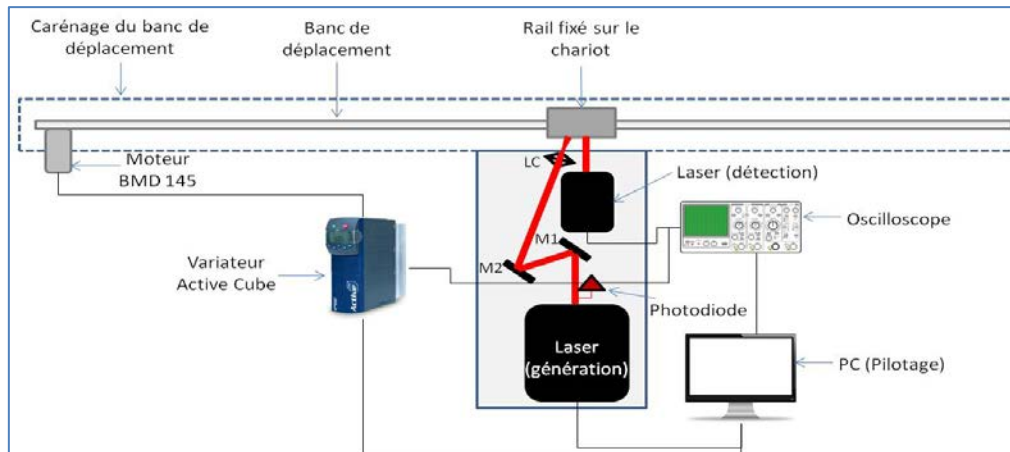 Carénage du banc de
déplacement
Banc de
déplacement
Rail fixé sur le
chariot
Moteur
BMD 145
LC
Laser (détection)
Oscilloscope
M1
M2
Variateur
Active Cube
Photodiode
Laser
(génération)
PC (Pilotage)
Active